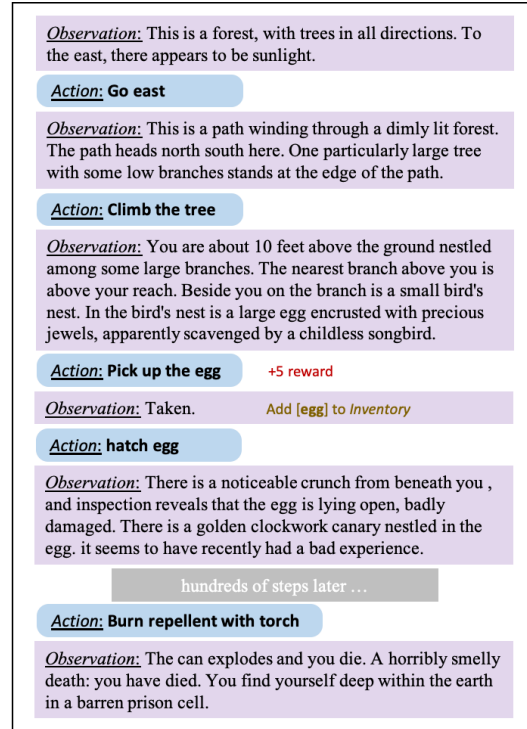 Observation: This is a forest, with trees in all directions. To
the east, there appears to be sunlight.
Action: Go east
Observation: This is a path winding through a dimly lit forest.
The path heads north south here. One particularly large tree
with some low branches stands at the edge of the path.
Action: Climb the tree
Observation: You are about 10 feet above the ground nestled
among some large branches. The nearest branch above you is
above your reach. Beside you on the branch is a small bird's
nest. In the bird's nest is a large egg encrusted with precious
jewels, apparently scavenged by a childless songbird.
Action: Pick up the egg +5 reward
Observation: Taken. Add [egg] to Inventory
Action: hatch egg
Observation: There is a noticeable crunch from beneath you ,
and inspection reveals that the egg is lying open, badly
damaged. There is a golden clockwork canary nestled in the
egg. it seems to have recently had a bad experience.
hundreds of steps later …
Action: Burn repellent with torch
Observation: The can explodes and you die. A horribly smelly
death: you have died. You find yourself deep within the earth
in a barren prison cell.